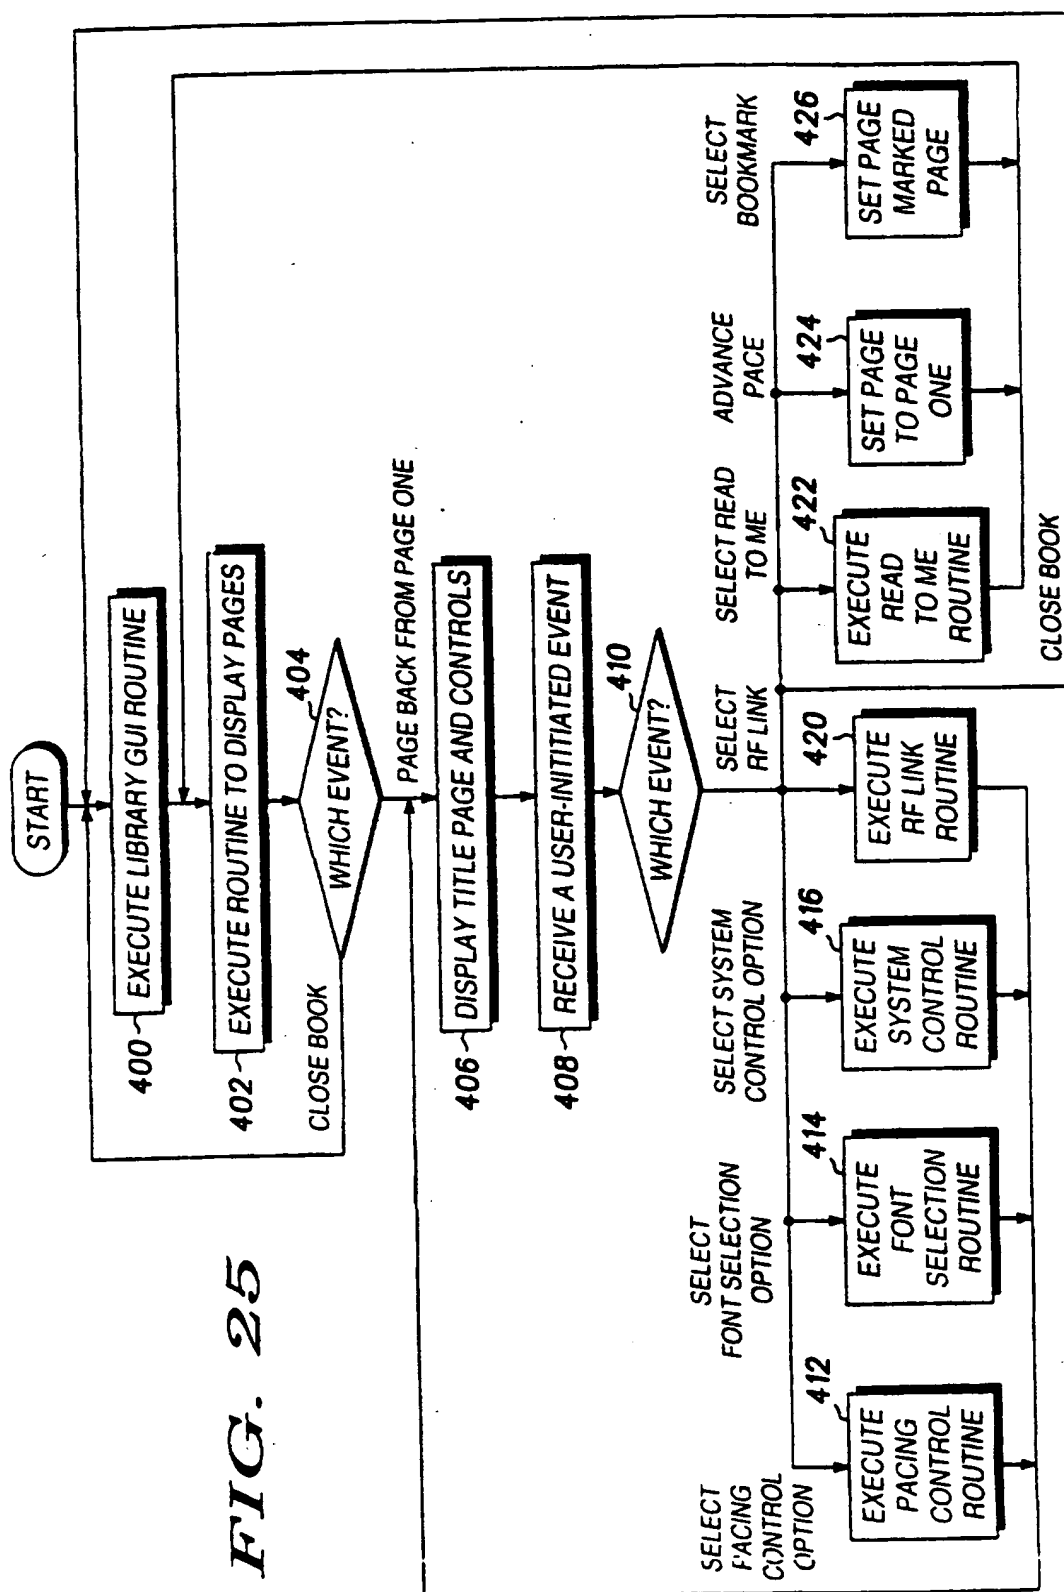 FIG. 25
START
400
EXECUTE LIBRARY GUI ROUTINE
402
EXECUTE ROUTINE TO DISPLAY PAGES
404
WHICH EVENT?
CLOSE BOOK
PAGE BACK FROM PAGE ONE
406
DISPLAY TITLE PAGE AND CONTROLS
408
RECEIVE A USER-INITITIATED EVENT
410
WHICH EVENT?
SELECT
PACING
CONTROL
OPTION
412
EXECUTE
PACING
CONTROL
ROUTINE
SELECT
FONT SELECTION
OPTION
414
EXECUTE
FONT
SELECTION
ROUTINE
SELECT SYSTEM
CONTROL OPTION
416
EXECUTE
SYSTEM
CONTROL
ROUTINE
SELECT
RF LINK
420
EXECUTE
RF LINK
ROUTINE
SELECT READ
TO ME
422
EXECUTE
READ
TO ME
ROUTINE
ADVANCE
PACE
424
SET PAGE
TO PAGE
ONE
SELECT
BOOKMARK
426
SET PAGE
MARKED
PAGE
CLOSE BOOK